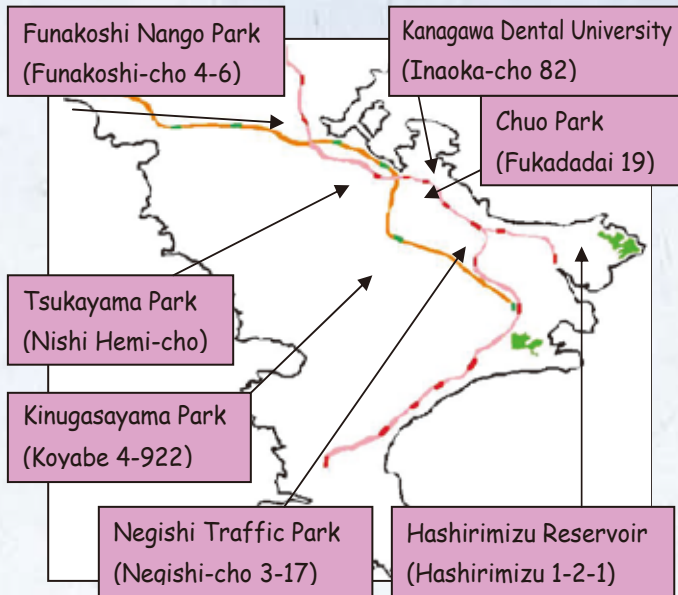 Funakoshi Nango Park
(Funakoshi-cho 4-6)
Kanagawa Dental University
(Inaoka-cho 82)
Chuo Park
(Fukadadai 19)
Tsukayama Park
(Nishi Hemi-cho)
Kinugasayama Park
(Koyabe 4-922)
Negishi Traffic Park
(Negishi-cho 3-17)
Hashirimizu Reservoir
(Hashirimizu 1-2-1)